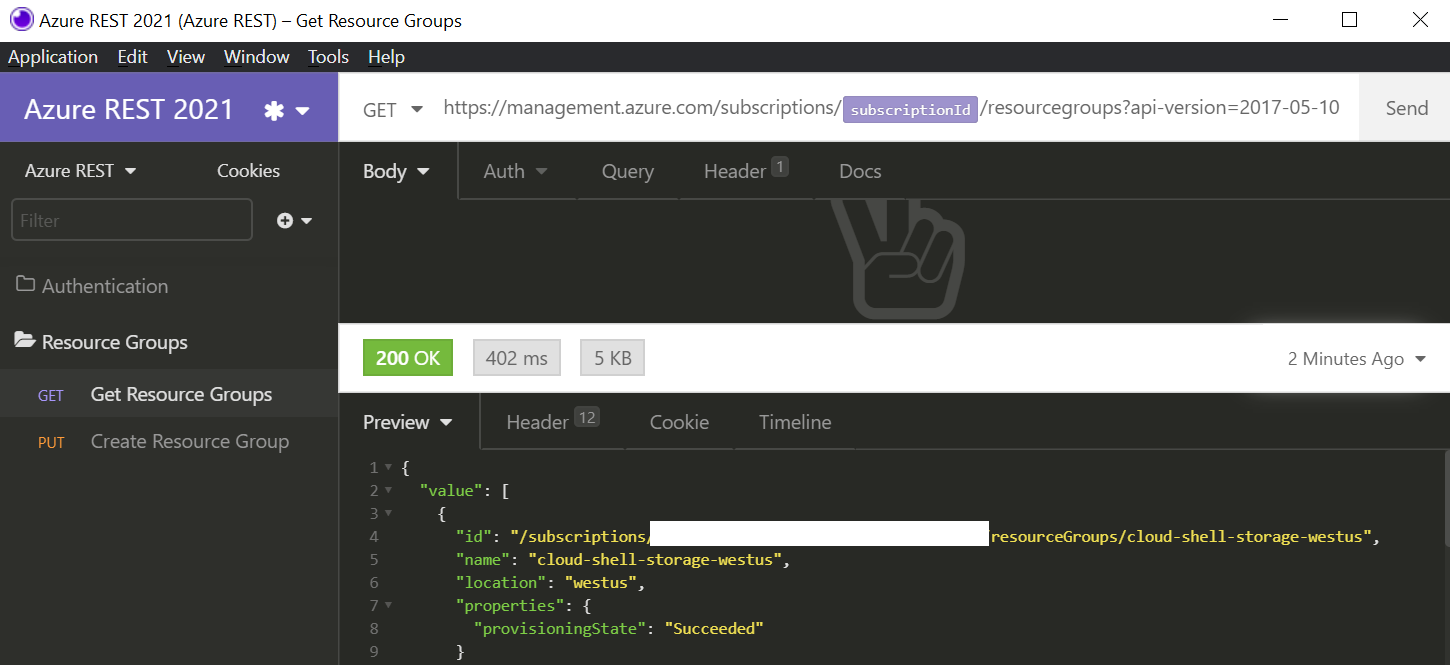 Azure REST 2021 (Azure REST) – Get Resource Groups
Application Edit View Window Tools Help
Azure REST 2021
GET https://management.azure.com/subscriptions/ subscriptionId /resourcegroups?api-version=2017-05-10 Send
Azure REST Cookies
Body Auth Query Header 1 Docs
Filter
Authentication
Resource Groups
GET Get Resource Groups
PUT Create Resource Group
200 OK 402 ms 5 KB 2 Minutes Ago
Preview Header 12 Cookie Timeline
1 {
2 "value": [
3 {
4 "id": "/subscriptions/ resourceGroups/cloud-shell-storage-westus",
5 "name": "cloud-shell-storage-westus",
6 "location": "westus",
7 "properties": {
8 "provisioningState": "Succeeded"
9 }